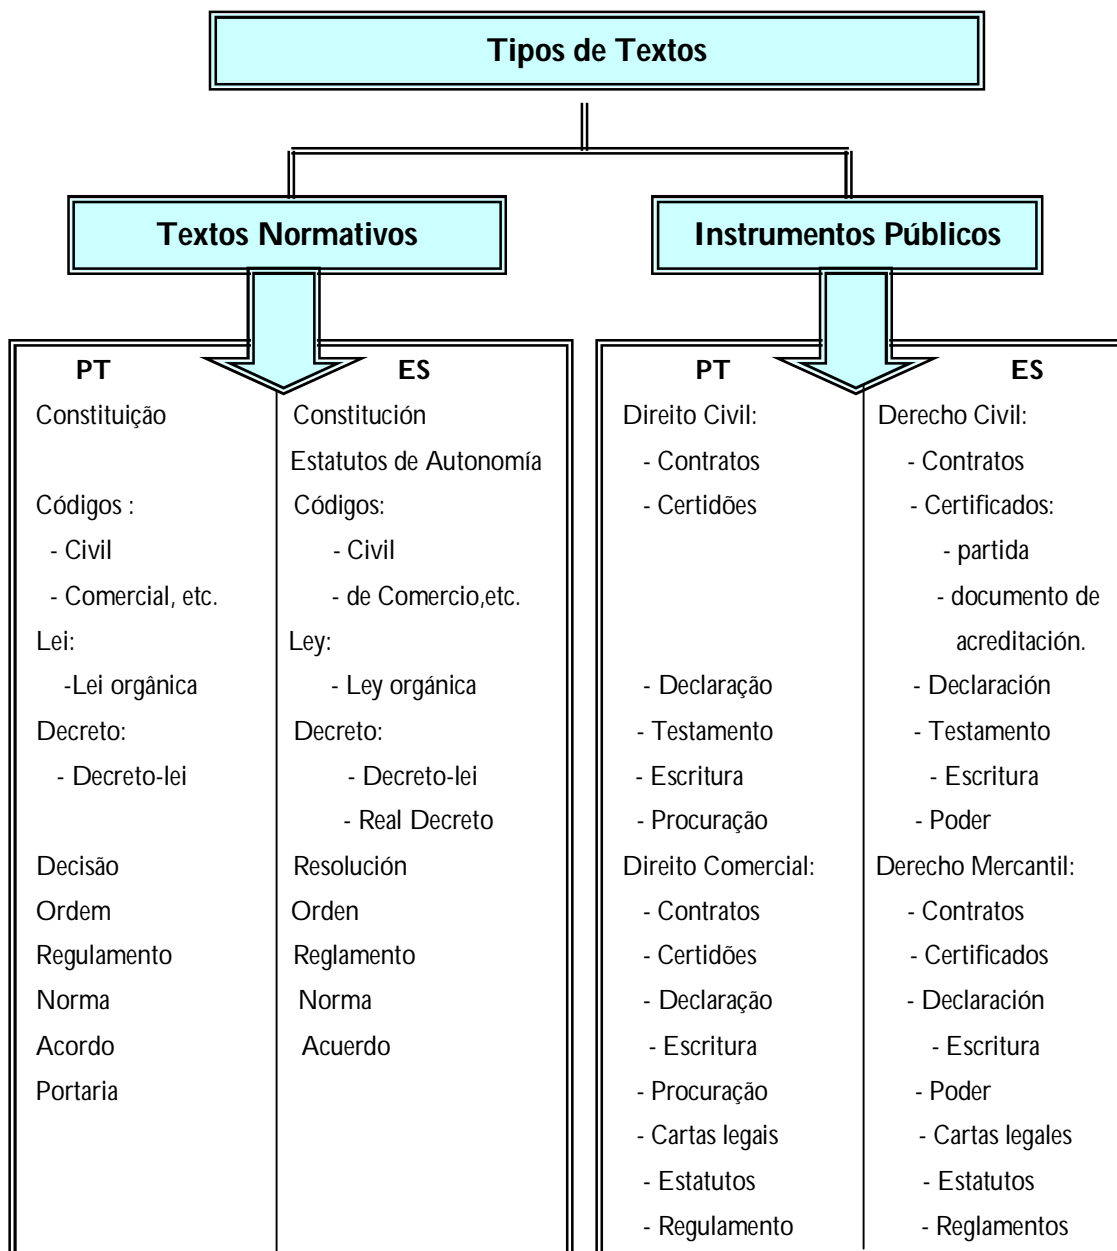 Tipos de Textos
Textos Normativos
Instrumentos Públicos
PT
ES
Constituição
Constitución
Estatutos de Autonomía
Códigos :
Códigos:
- Civil
- Civil
- Comercial, etc.
- de Comercio,etc.
Lei:
Ley:
-Lei orgânica
- Ley orgánica
Decreto:
Decreto:
- Decreto-lei
- Decreto-lei
- Real Decreto
Decisão
Resolución
Ordem
Orden
Regulamento
Reglamento
Norma
Norma
Acordo
Acuerdo
Portaria
PT
ES
Direito Civil:
Derecho Civil:
- Contratos
- Contratos
- Certidões
- Certificados:
- partida
- documento de
acreditación.
- Declaração
- Declaración
- Testamento
- Testamento
- Escritura
- Escritura
- Procuração
- Poder
Direito Comercial:
Derecho Mercantil:
- Contratos
- Contratos
- Certidões
- Certificados
- Declaração
- Declaración
- Escritura
- Escritura
- Procuração
- Poder
- Cartas legais
- Cartas legales
- Estatutos
- Estatutos
- Regulamento
- Reglamentos